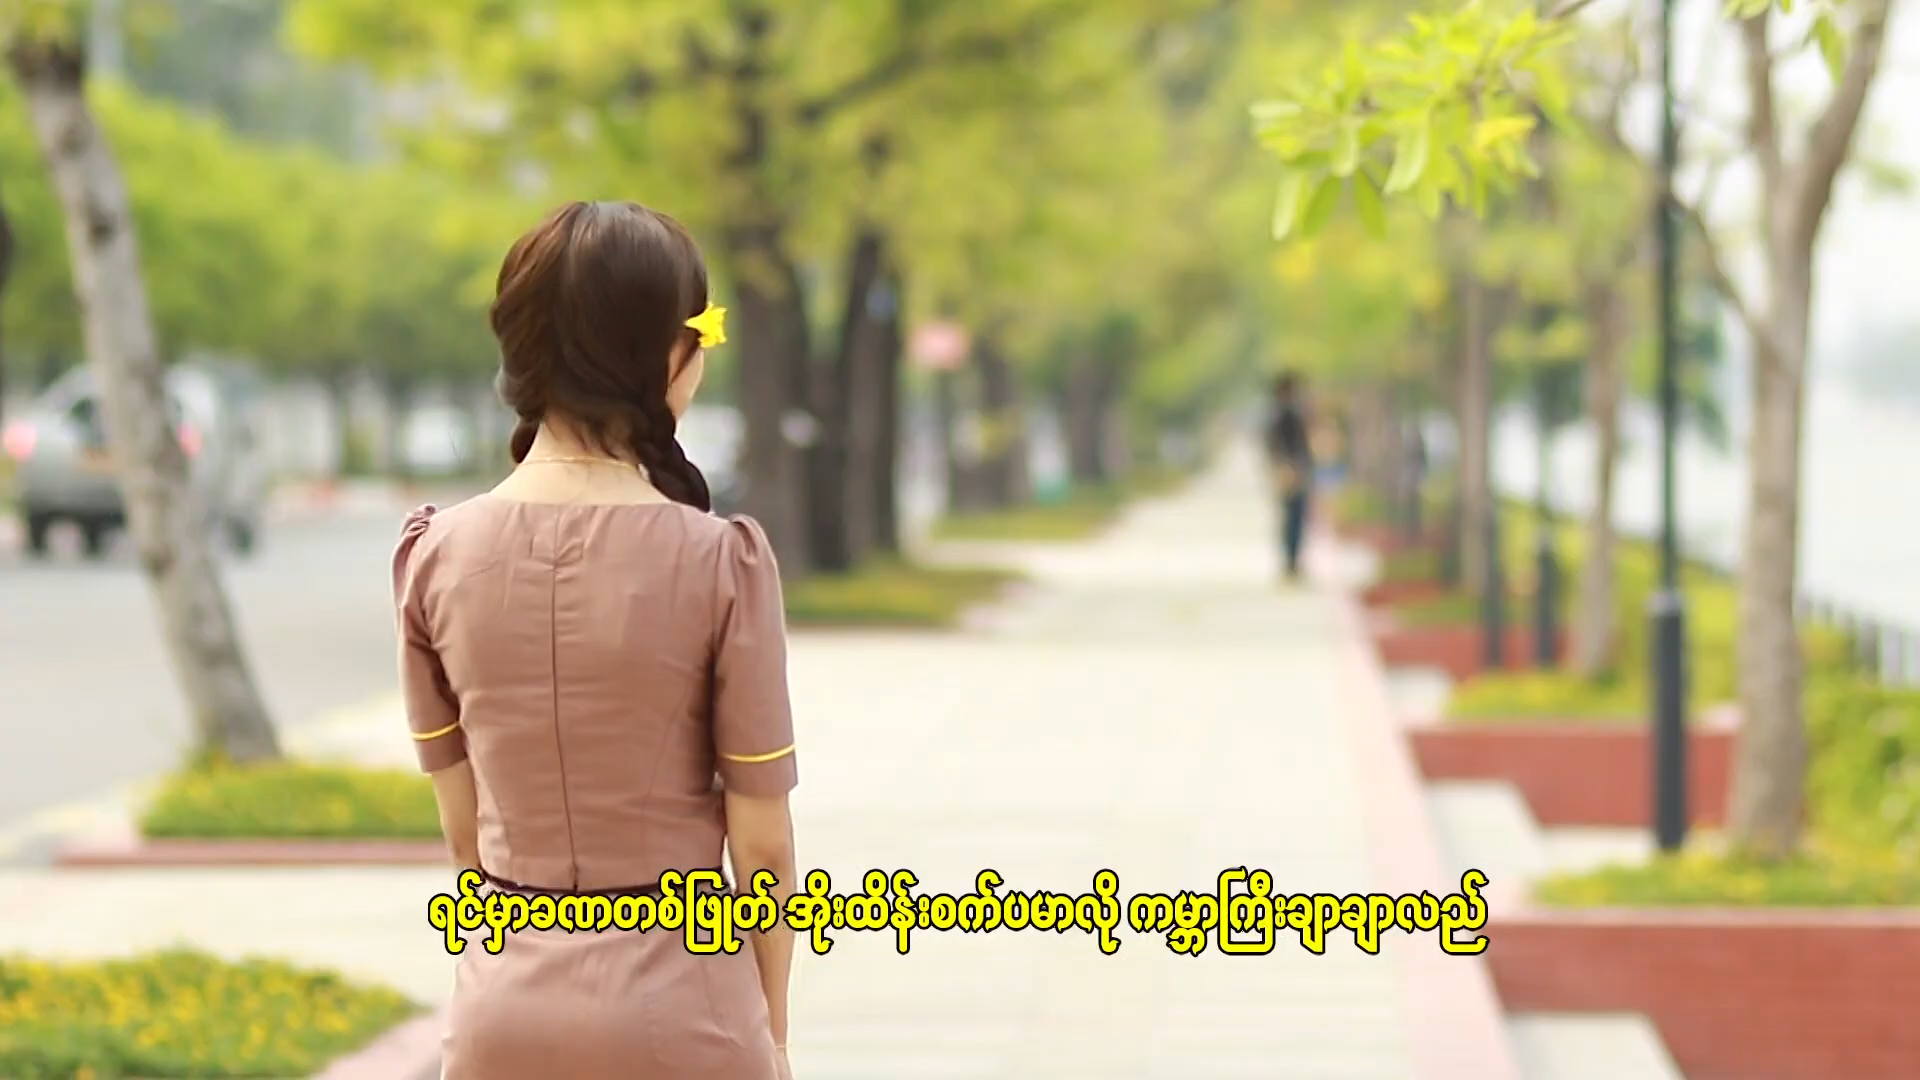 ရင်မှာခဏတစ်ဖြုတ် အိုးထိန်းစက်ပမာလို ကမ္ဘာကြီးချာချာလည်